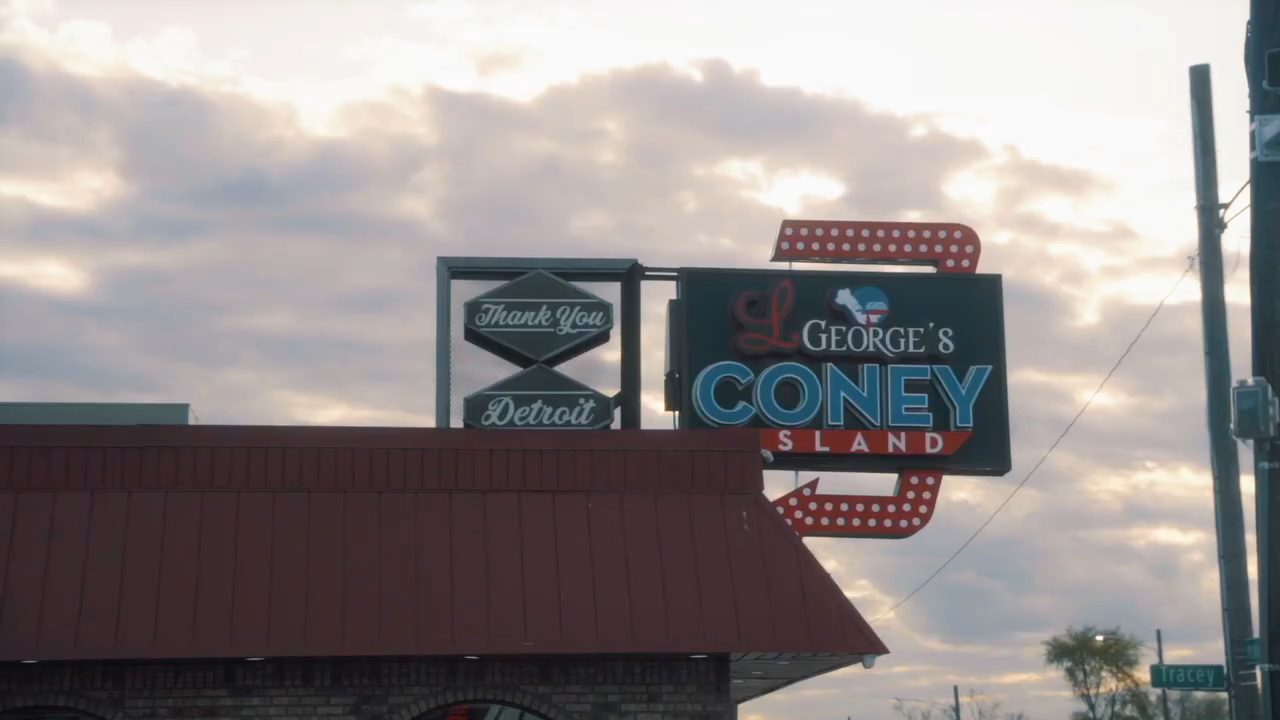 Thank You
Detroit
L
GEORGE'S
CONEY
SLAND
Tracey